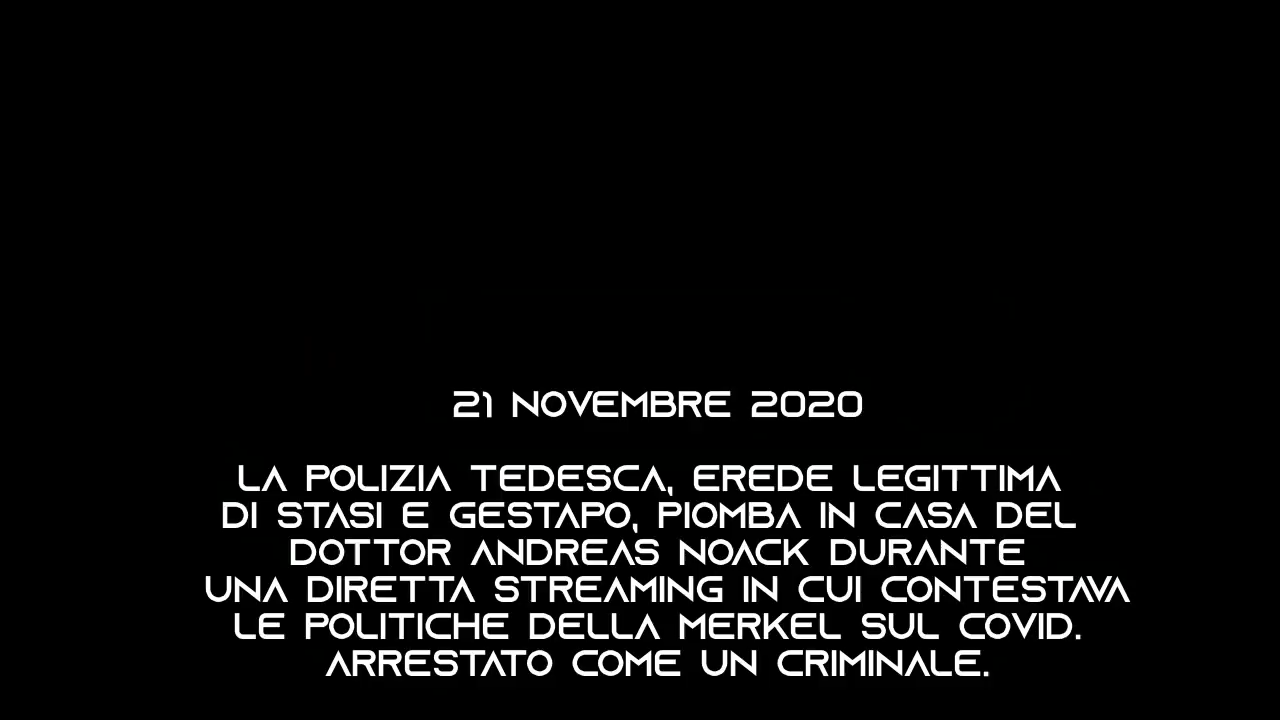 21 NOVEMBRE 2020
LA POLIZIA TEDESCA, EREDE LEGITTIMA
DI STASI E GESTAPO, PIOMBA IN CASA DEL
DOTTOR ANDREAS NOACK DURANTE
UNA DIRETTA STREAMING IN CUI CONTESTAVA
LE POLITICHE DELLA MERKEL SUL COVID.
ARRESTATO COME UN CRIMINALE.